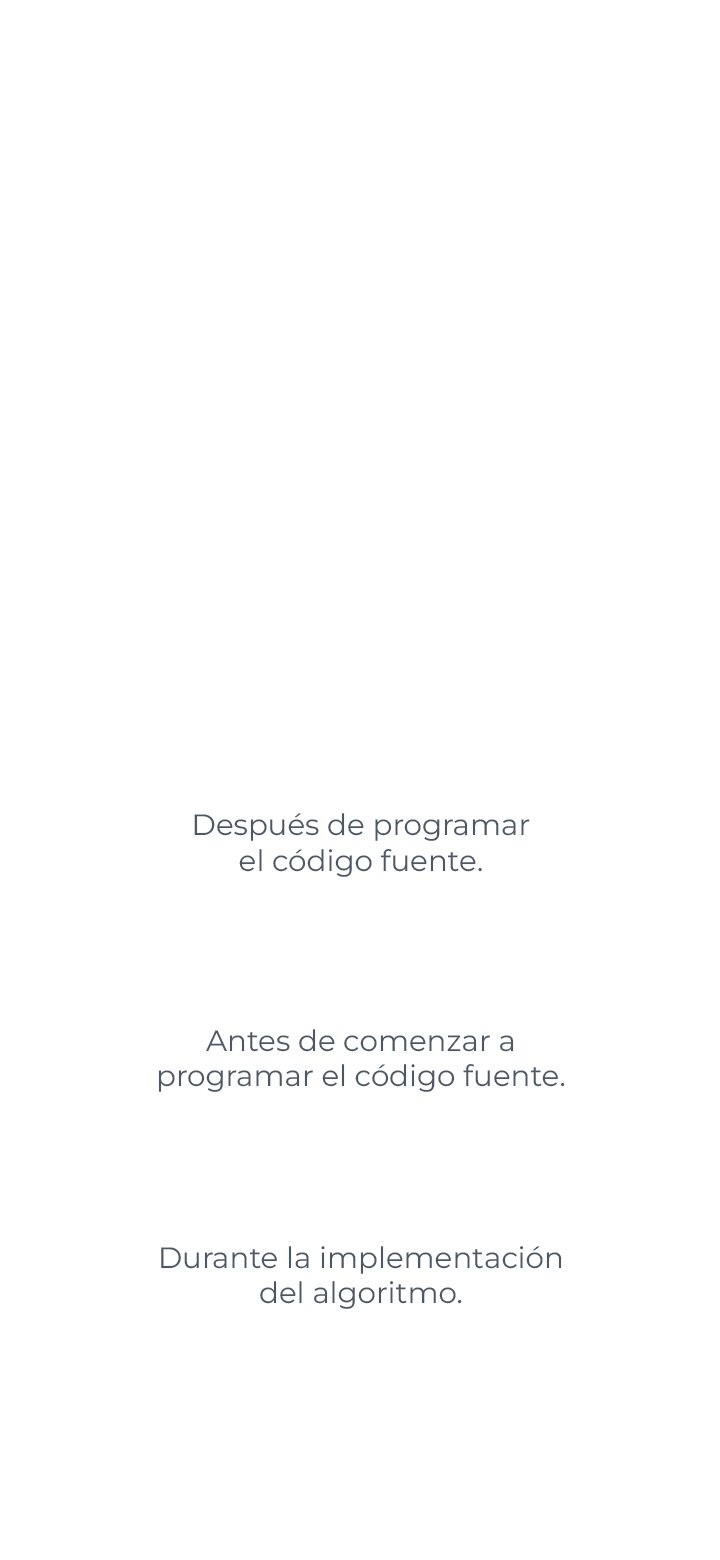 Después de programar
el código fuente.
Antes de comenzar a
programar el código fuente.
Durante la implementación
del algoritmo.